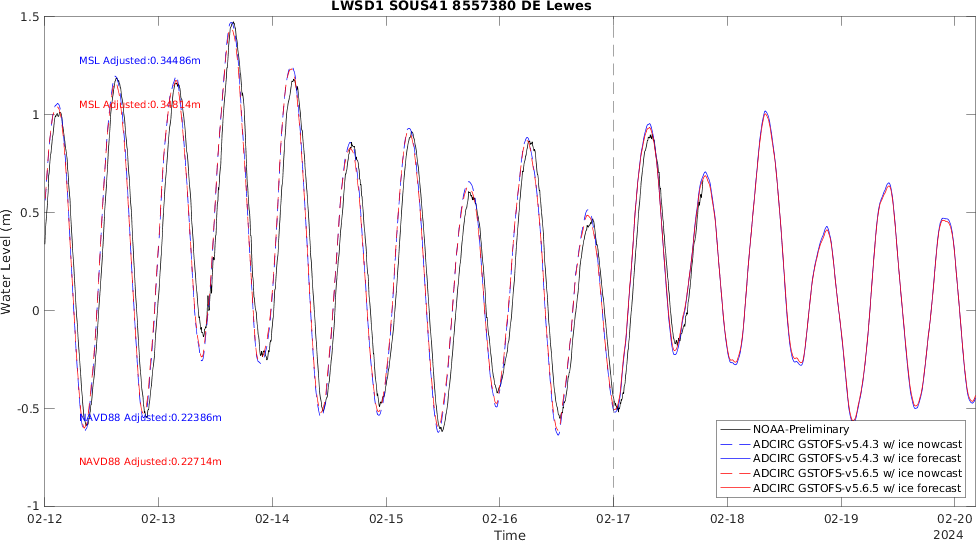 LWSD1 SOUS41 8557380 DE Lewes
1.5
1
0.5
0
-0.5
-1
Water Level (m)
MSL Adjusted:0.34486m
MSL Adjusted:0.34814m
NAVD88 Adjusted:0.22386m
NAVD88 Adjusted:0.22714m
NOAA-Preliminary
ADCIRC GSTOFS-v5.4.3 w/ ice nowcast
ADCIRC GSTOFS-v5.4.3 w/ ice forecast
ADCIRC GSTOFS-v5.6.5 w/ ice nowcast
ADCIRC GSTOFS-v5.6.5 w/ ice forecast
02-12 02-13 02-14 02-15 02-16 02-17 02-18 02-19 02-20
Time
2024